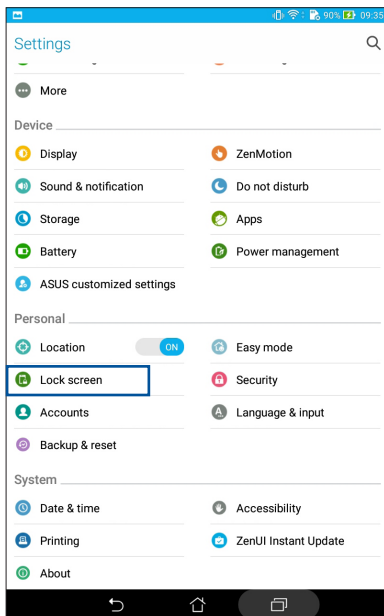 90% 09:35
Settings
More
Device
Display ZenMotion
Sound & notification Do not disturb
Storage Apps
Battery Power management
ASUS customized settings
Personal
Location ON Easy mode
Lock screen Security
Accounts A Language & input
Backup & reset
System
Date & time Accessibility
Printing ZenUI Instant Update
About